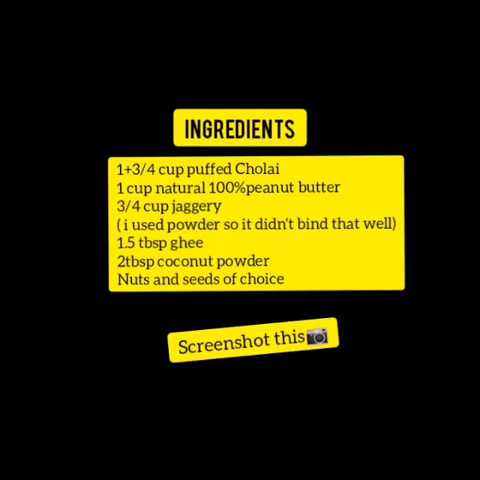 INGREDIENTS
1+3/4 cup puffed Cholai
1 cup natural 100%peanut butter
3/4 cup jaggery
( i used powder so it didn't bind that well)
1.5 tbsp ghee
2tbsp coconut powder
Nuts and seeds of choice
Screenshot this📷